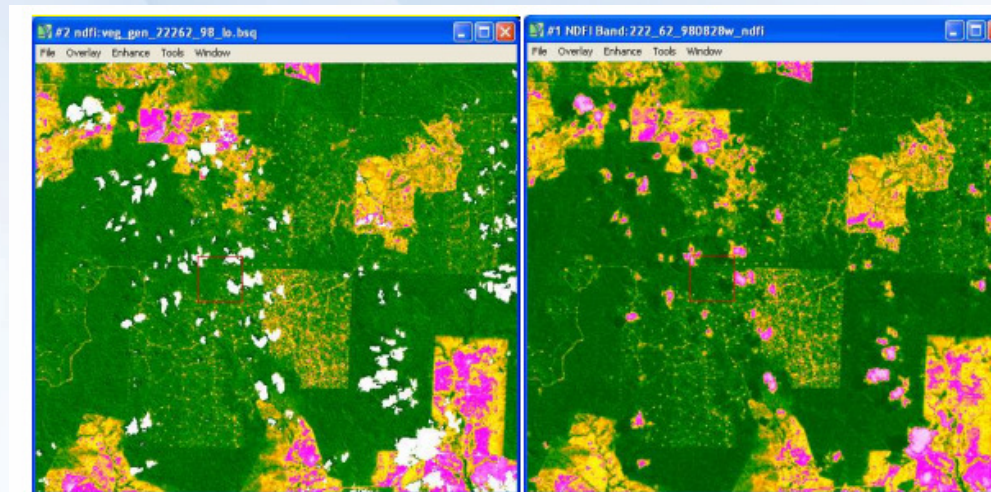 #2 ndfi:veg_gen_22262_98_lo.bsq
File Overlay Enhance Tools Window
#1 NDFI Band:222_62_980828w_ndfi
File Overlay Enhance Tools Window